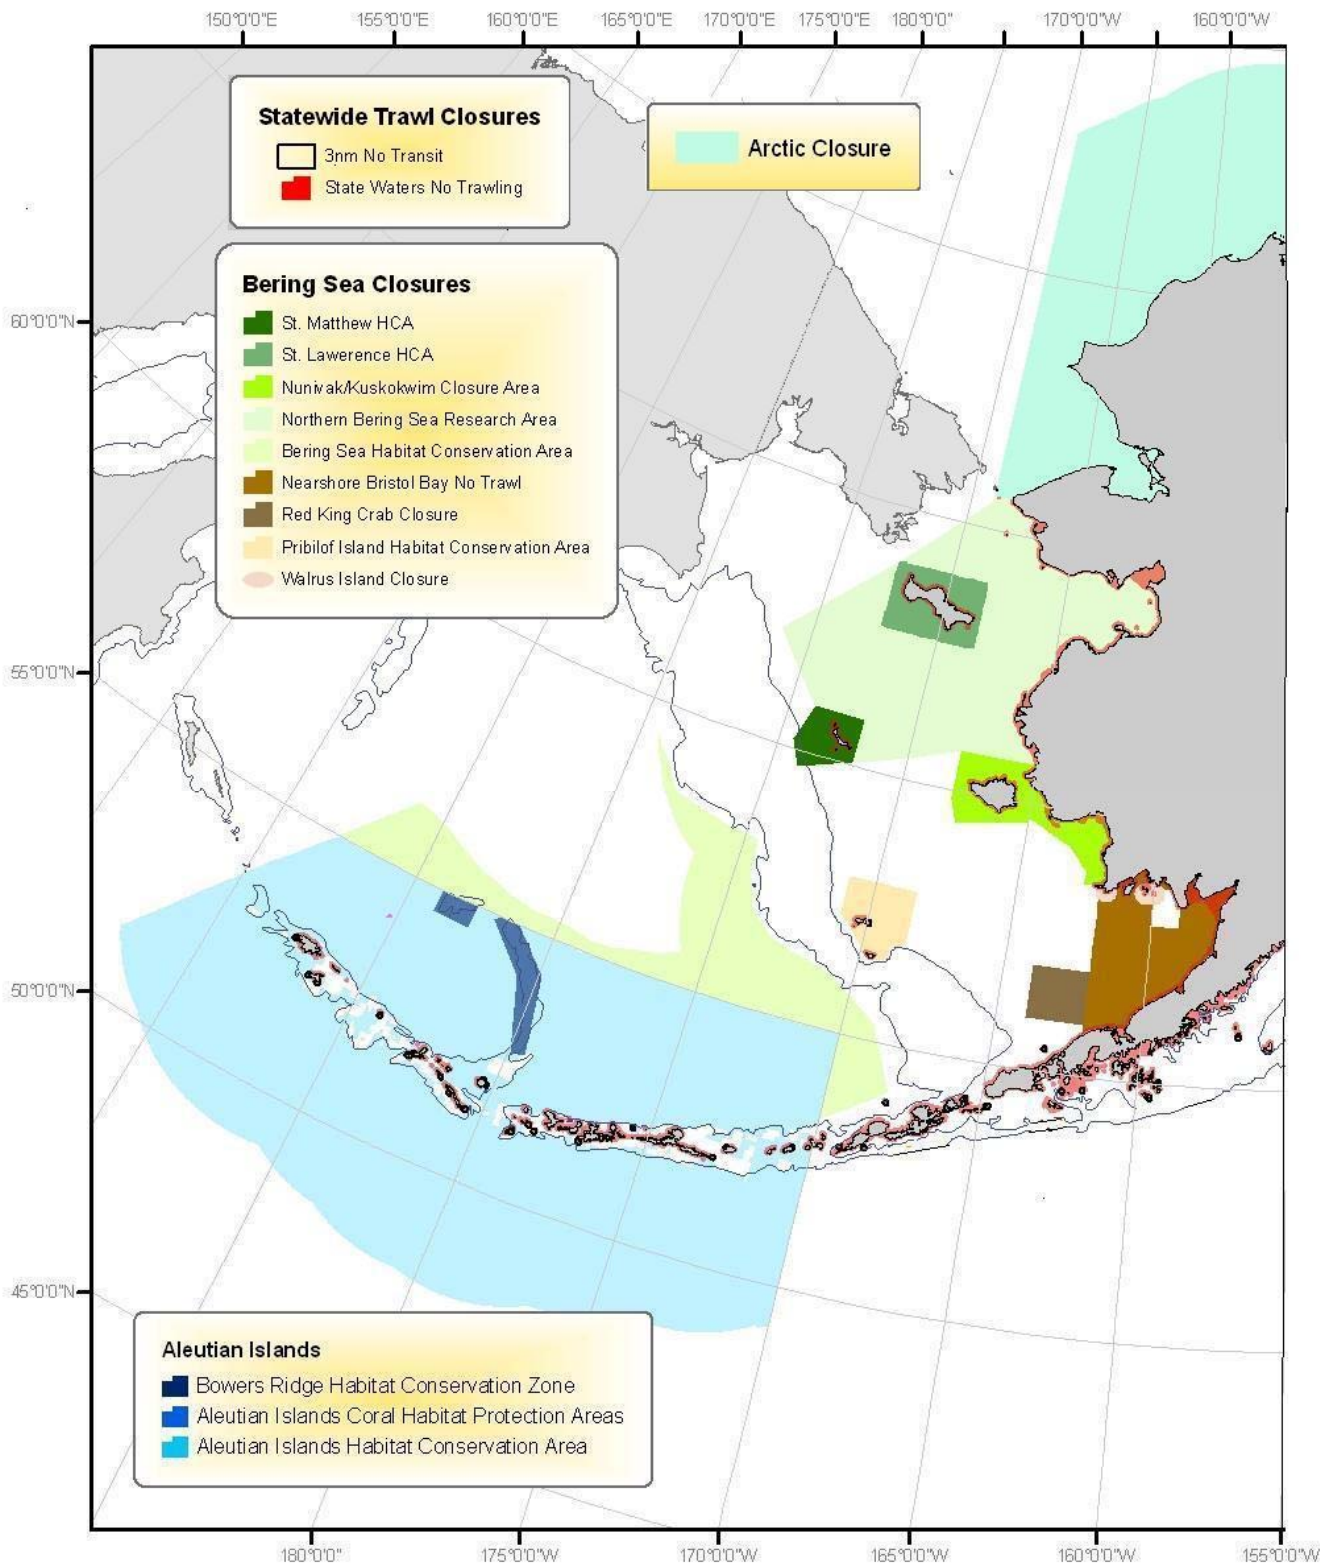 150°0'0"E 155°0'0"E 160°0'0"E 165°0'0"E 170°0'0"E 175°0'0"E 180°0'0" 170°0'0"W 160°0'0"W
Statewide Trawl Closures
3nm No Transit
State Waters No Trawling
Arctic Closure
Bering Sea Closures
St. Matthew HCA
St. Lawerence HCA
Nunivak/Kuskokwim Closure Area
Northern Bering Sea Research Area
Bering Sea Habitat Conservation Area
Nearshore Bristol Bay No Trawl
Red King Crab Closure
Pribilof Island Habitat Conservation Area
Walrus Island Closure
60°0'0"N
55°0'0"N
50°0'0"N
45°0'0"N
Aleutian Islands
Bowers Ridge Habitat Conservation Zone
Aleutian Islands Coral Habitat Protection Areas
Aleutian Islands Habitat Conservation Area
180°0'0" 175°0'0"W 170°0'0"W 165°0'0"W 160°0'0"W 155°0'0"W